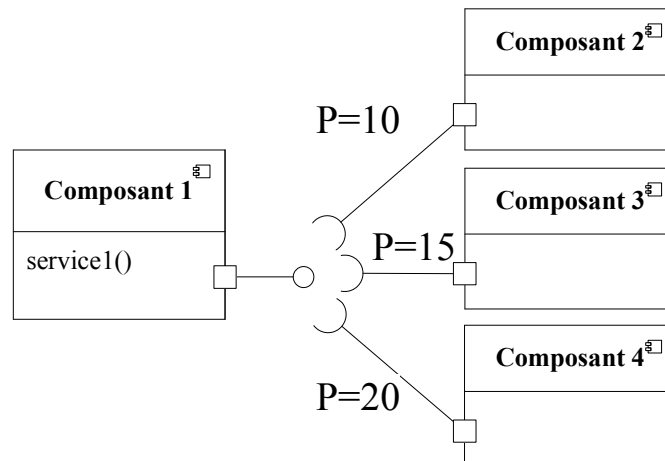 Composant 2
P=10
Composant 1
Composant 3
service1()
P=15
Composant 4
P=20